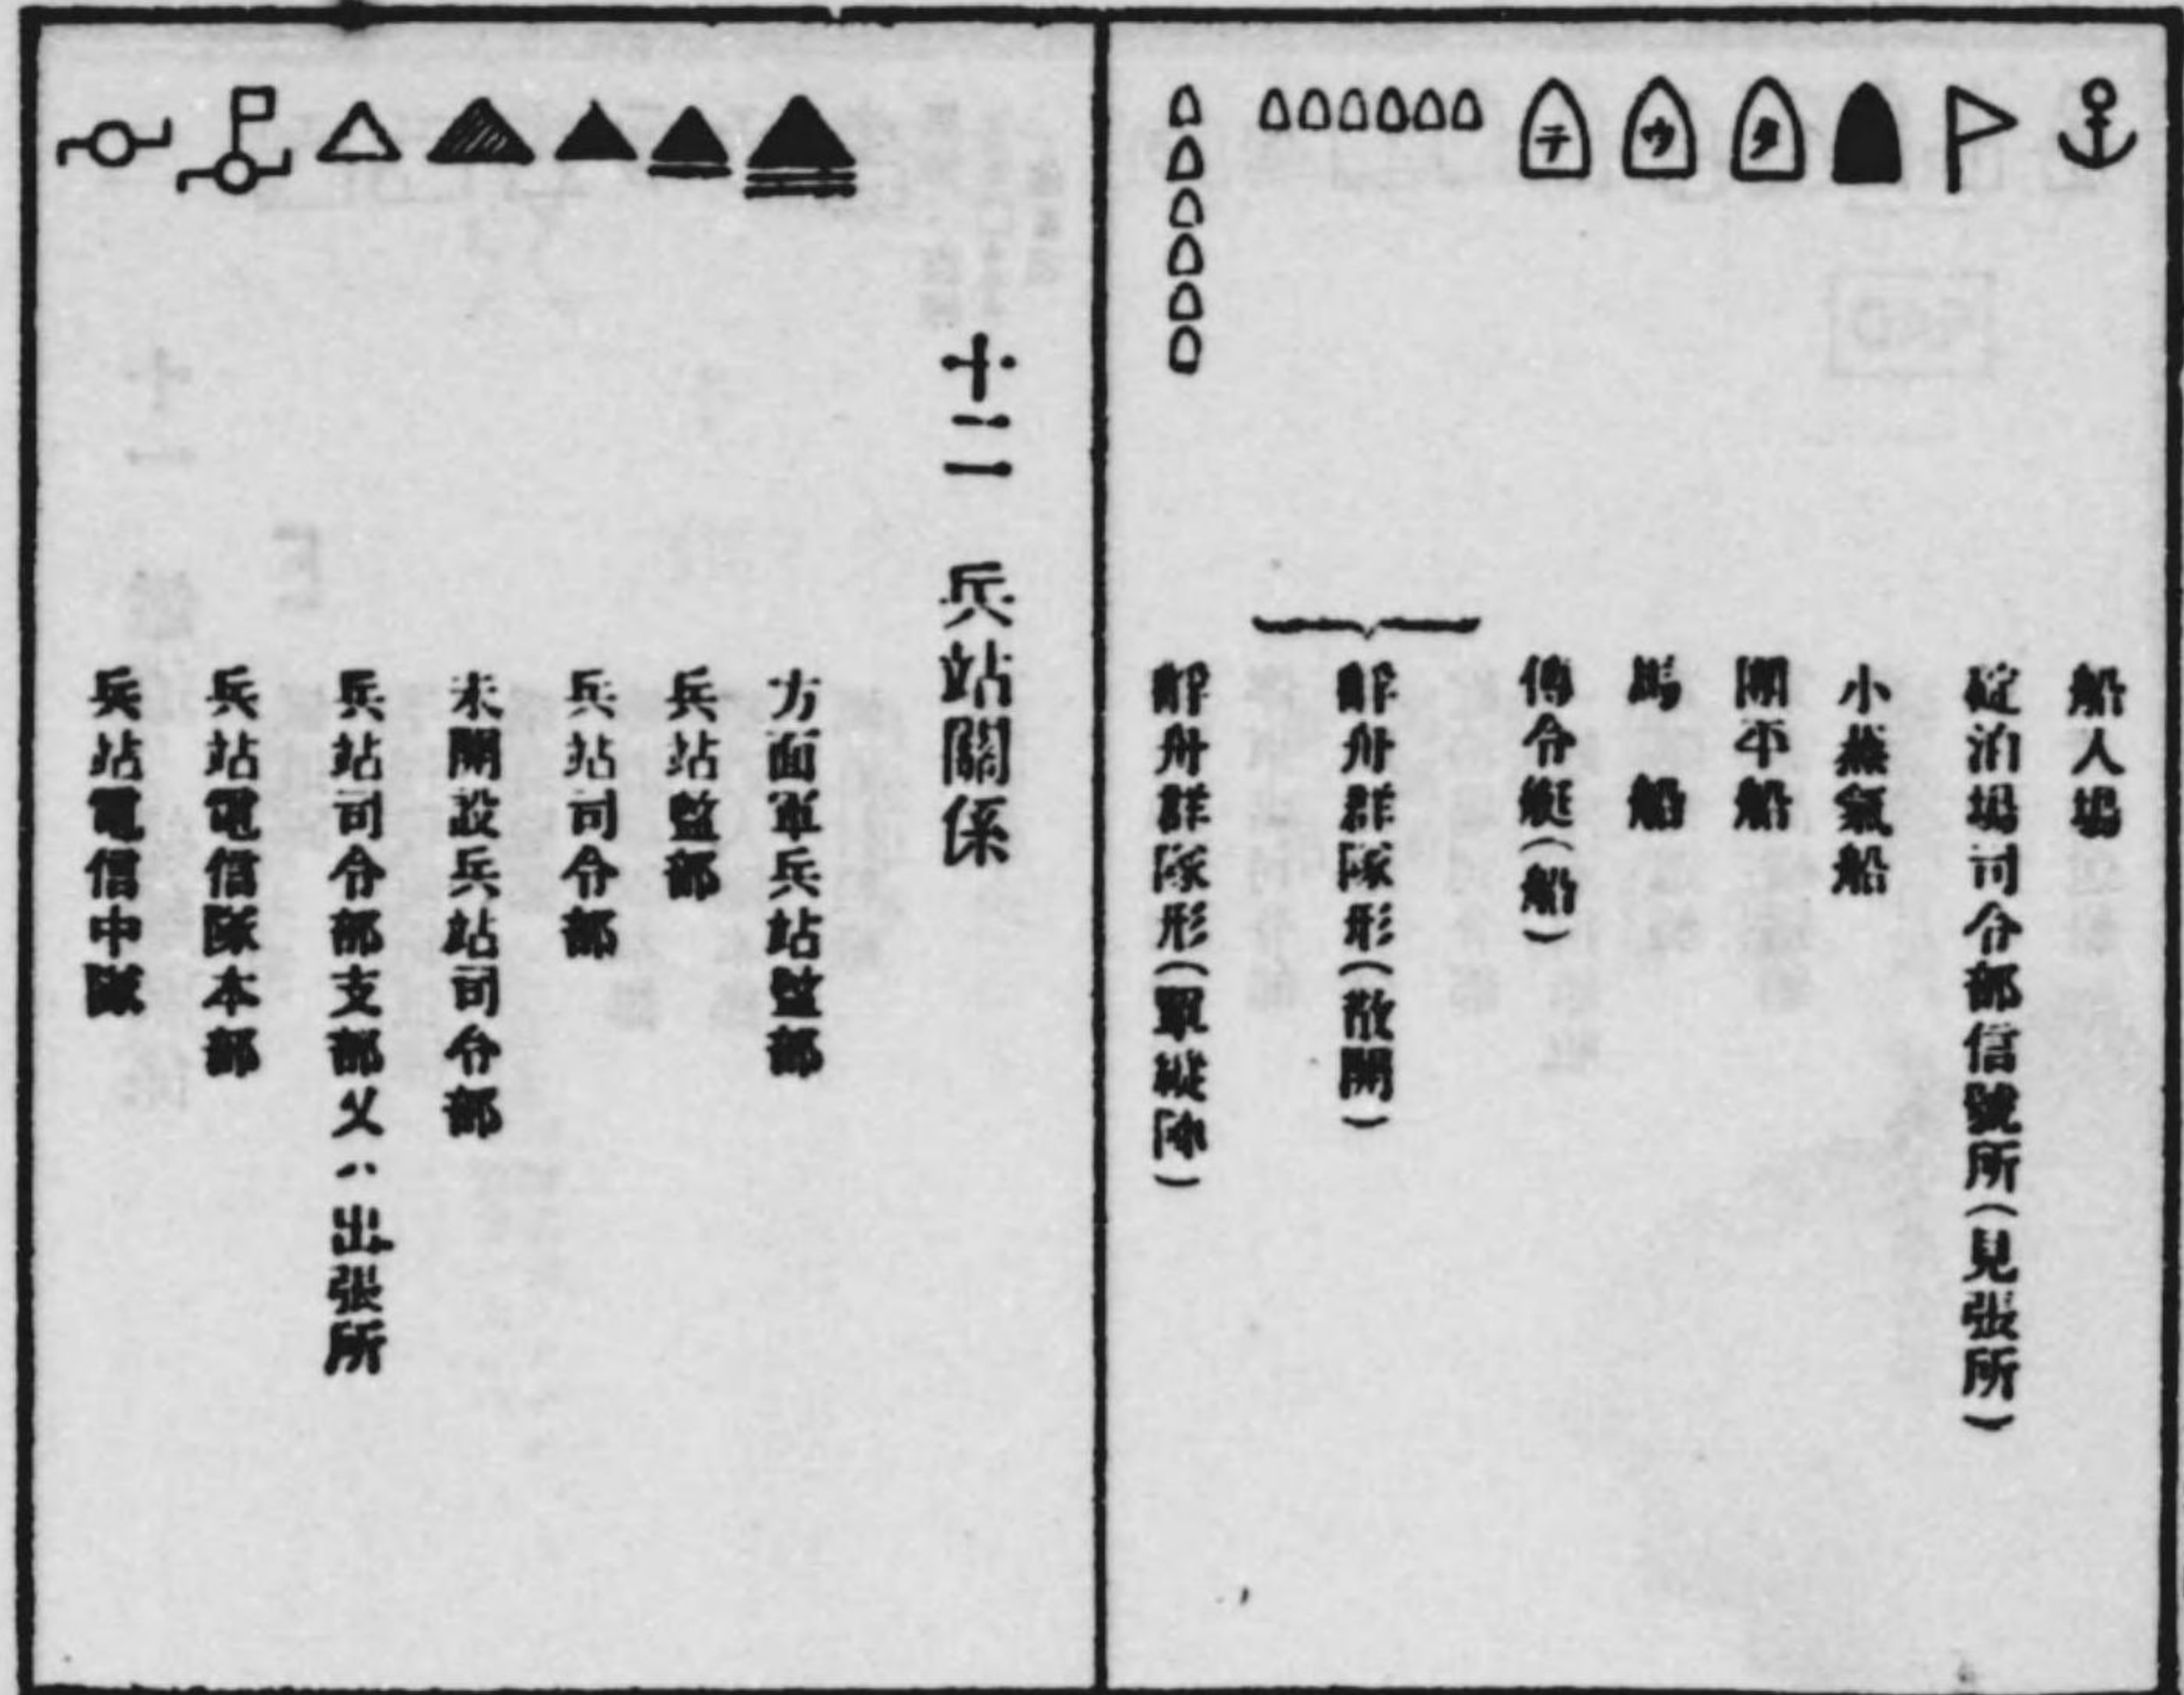 船入場
碇泊場司令部信號所(見張所)
小蒸氣船
タ
團平船
ウ
馬船
テ
傳令艇(船)
艀舟群隊形(散開)
艀舟群隊形(單縱陣)
十二 兵站關係
方面軍兵站監部
兵站監部
兵站司令部
未開設兵站司令部
兵站司令部支部又ハ出張所
兵站電信隊本部
兵站電信中隊